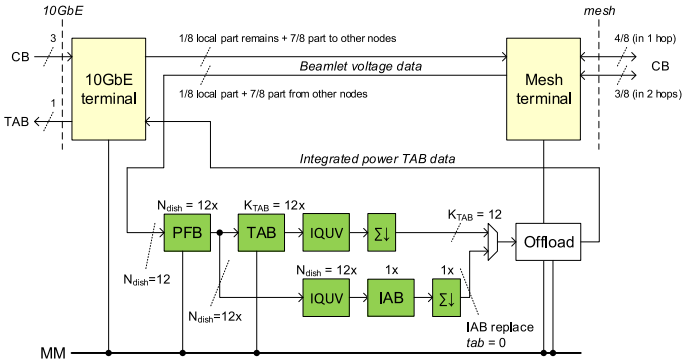 10GbE
mesh
3
1/8 local part remains + 7/8 part to other nodes
4/8 (in 1 hop)
CB
10GbE
terminal
Beamlet voltage data
Mesh
terminal
CB
1/8 local part + 7/8 part from other nodes
3/8 (in 2 hops)
1
TAB
Integrated power TAB data
N_dish = 12x
K_TAB = 12x
K_TAB = 12
PFB
TAB
IQUV
Σ↓
Offload
N_dish=12
N_dish=12x
N_dish = 12x
1x
1x
IQUV
IAB
Σ↓
IAB replace
tab = 0
MM